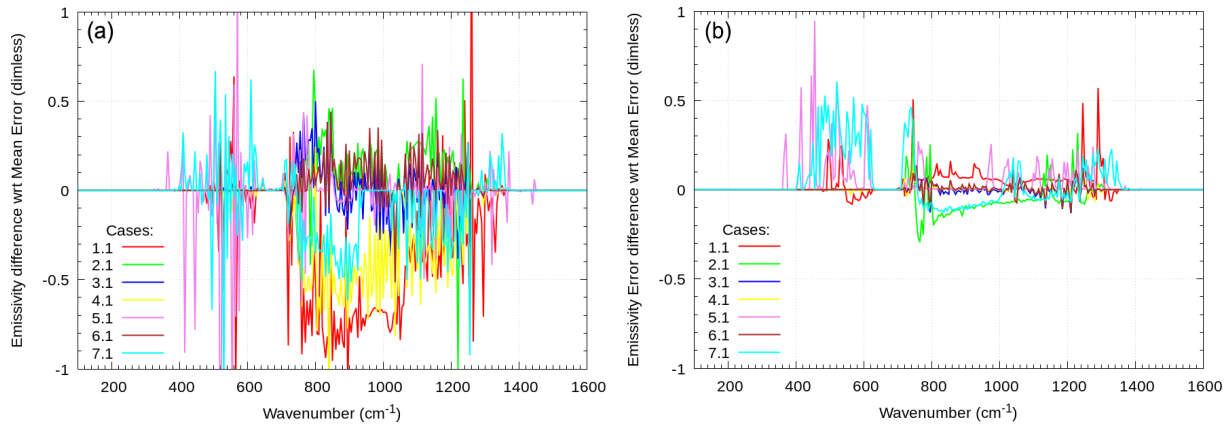 (a)
Emissivity difference wrt Mean Error (dimless)
1
0.5
0
-0.5
-1
Cases:
1.1
2.1
3.1
4.1
5.1
6.1
7.1
200 400 600 800 1000 1200 1400 1600
Wavenumber (cm-1)
(b)
Emissivity Error difference wrt Mean Error (dimless)
1
0.5
0
-0.5
-1
Cases:
1.1
2.1
3.1
4.1
5.1
6.1
7.1
200 400 600 800 1000 1200 1400 1600
Wavenumber (cm-1)